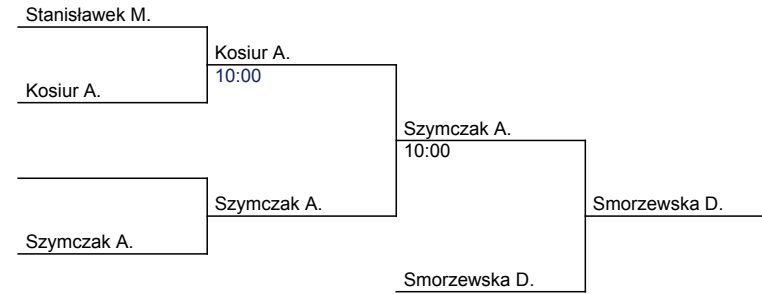 Stanisławek M.
Kosiur A.
10:00
Kosiur A.
Szymczak A.
10:00
Szymczak A.
Smorzewska D.
Szymczak A.
Smorzewska D.